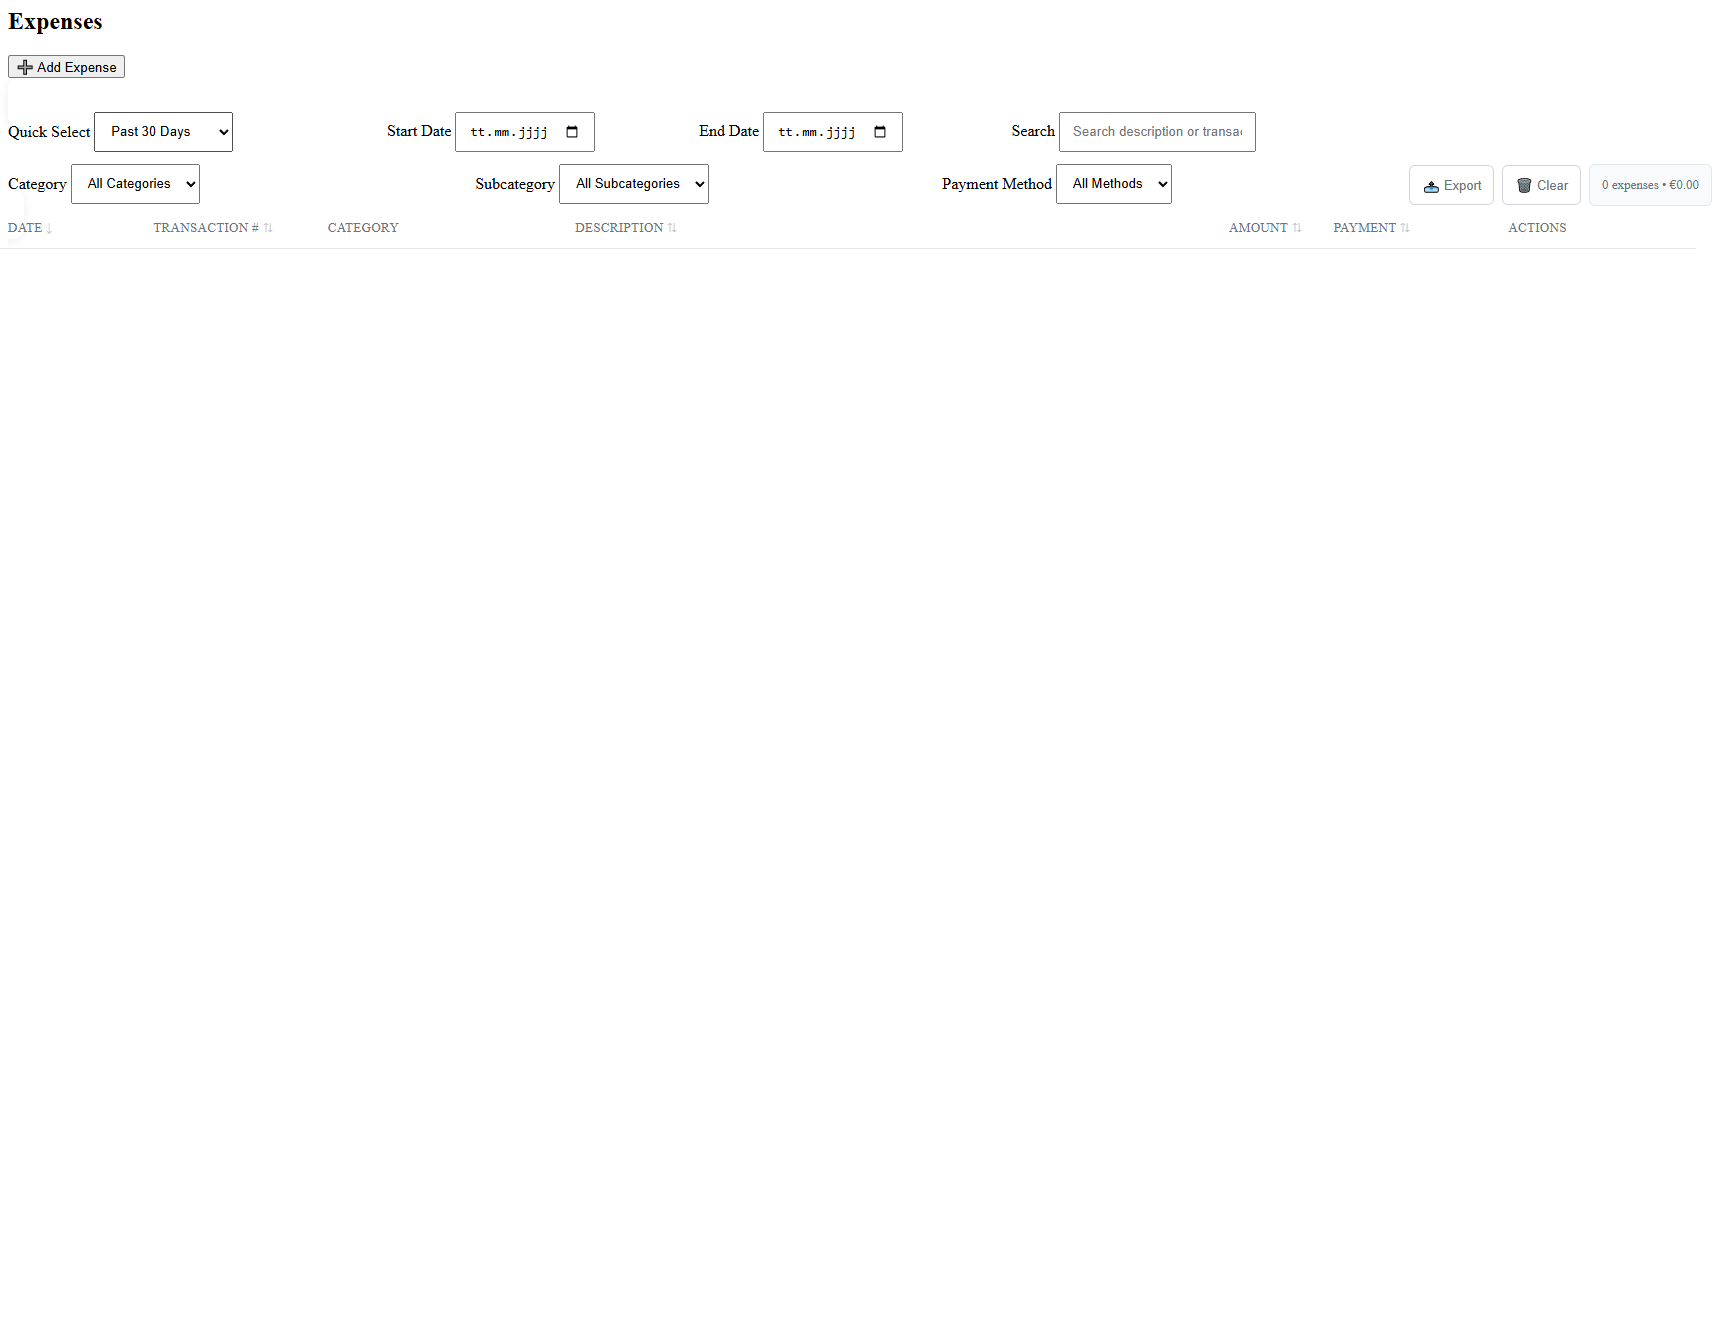 Expenses
➕ Add Expense
Quick Select Past 30 Days Start Date tt.mm.jjjj End Date tt.mm.jjjj Search Search description or transac
Category All Categories Subcategory All Subcategories Payment Method All Methods 📤 Export 🗑️ Clear 0 expenses • €0.00
DATE ↓ TRANSACTION # ⇅ CATEGORY DESCRIPTION ⇅ AMOUNT ⇅ PAYMENT ⇅ ACTIONS